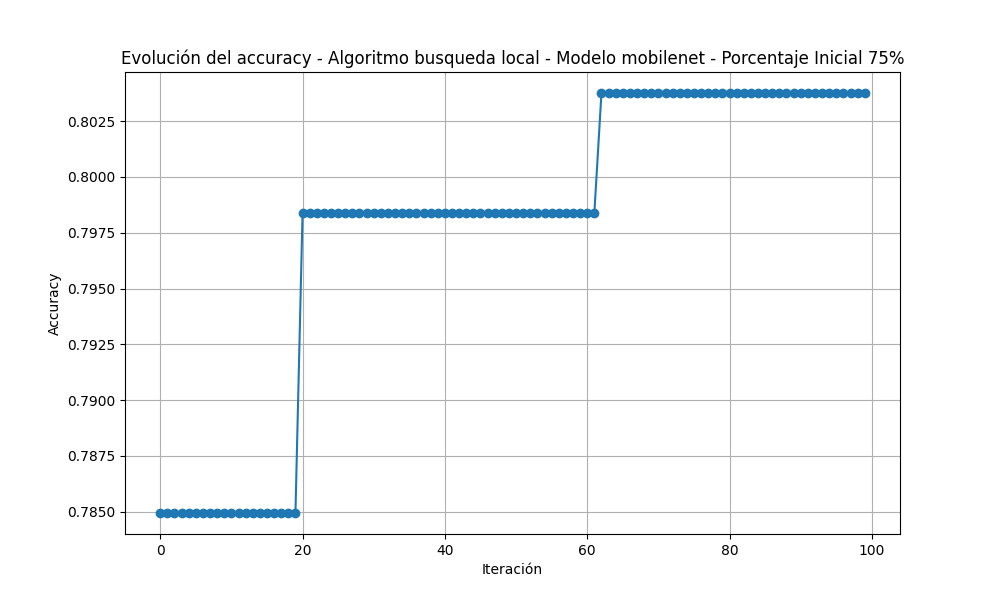 Evolución del accuracy - Algoritmo busqueda local - Modelo mobilenet - Porcentaje Inicial 75%
0.8025
0.8000
0.7975
0.7950
0.7925
0.7900
0.7875
0.7850
Accuracy
0 20 40 60 80 100
Iteración